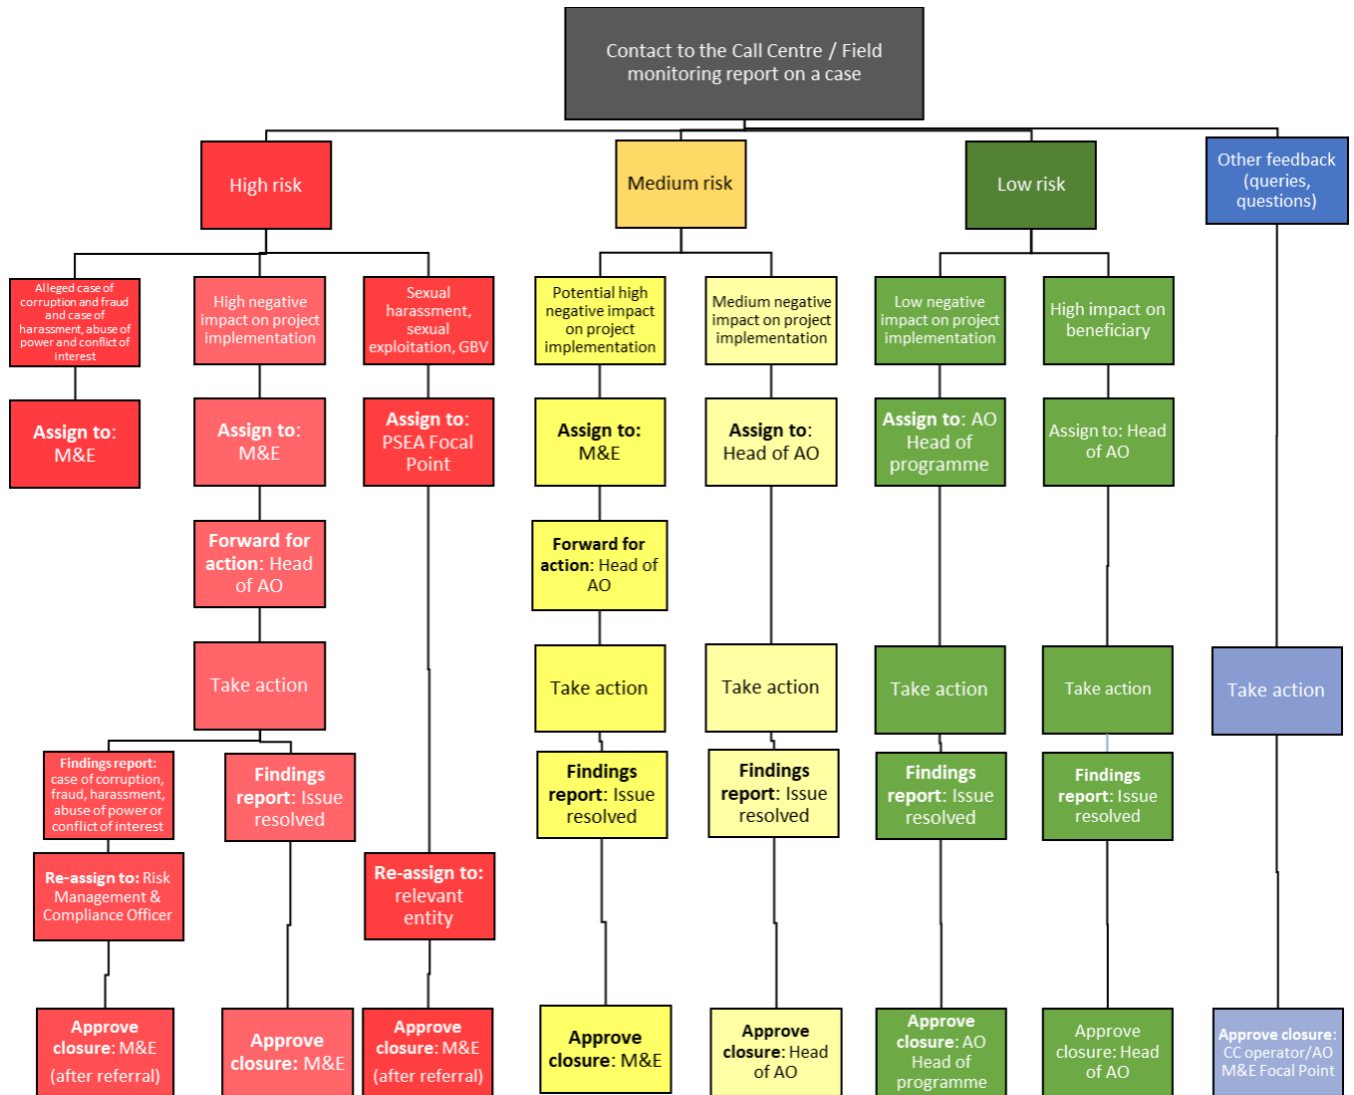 Contact to the Call Centre / Field
monitoring report on a case
High risk
Medium risk
Low risk
Other feedback
(queries,
questions)
Alleged case of
corruption and fraud
and case of
harassment, abuse of
power and conflict of
interest
High negative
impact on project
implementation
Sexual
harassment,
sexual
exploitation, GBV
Potential high
negative impact
on project
implementation
Medium negative
impact on project
implementation
Low negative
impact on project
implementation
High impact on
beneficiary
Assign to:
M&E
Assign to:
M&E
Assign to:
PSEA Focal
Point
Assign to:
M&E
Assign to:
Head of AO
Assign to: AO
Head of
programme
Assign to: Head
of AO
Forward for
action: Head
of AO
Forward for
action: Head of
AO
Take action
Take action
Take action
Take action
Take action
Take action
Findings report:
case of corruption,
fraud, harassment,
abuse of power or
conflict of interest
Findings
report: Issue
resolved
Findings
report: Issue
resolved
Findings
report: Issue
resolved
Findings
report: Issue
resolved
Findings
report: Issue
resolved
Re-assign to: Risk
Management &
Compliance Officer
Re-assign to:
relevant
entity
Approve
closure: M&E
(after referral)
Approve
closure: M&E
Approve
closure: M&E
(after referral)
Approve
closure: M&E
Approve
closure: Head
of AO
Approve
closure: AO
Head of
programme
Approve
closure: Head
of AO
Approve closure:
CC operator/AO
M&E Focal Point